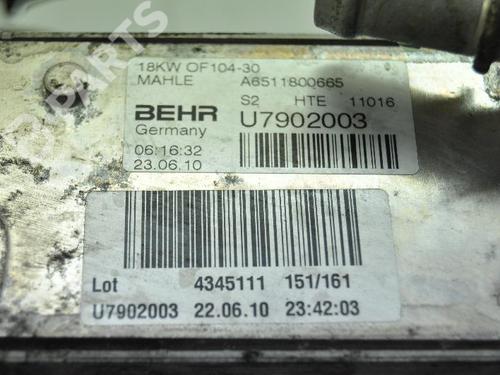 18KW OF104-30
MAHLE A6511800665
S2 HTE 11016
BEHR U7902003
Germany
06:16:32
23.06.10
Lot 4345111 151/161
U7902003 22.06.10 23:42:03
PARTS